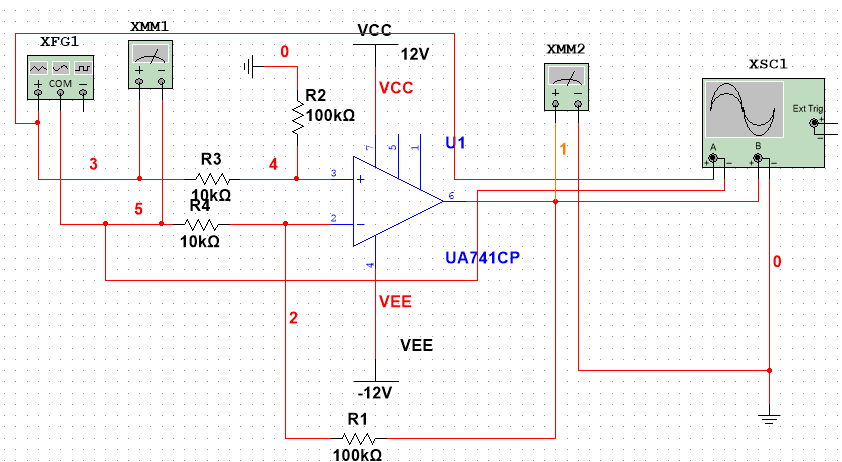 VCC
XMM1
XFG1
0
12V
XMM2
XSC1
COM
VCC
R2
100kΩ
Ext Trig
U1
7
5
1
A
B
1
3
R3
4
3
10kΩ
R4
6
5
2
10kΩ
UA741CP
4
0
VEE
2
VEE
-12V
R1
100kΩ